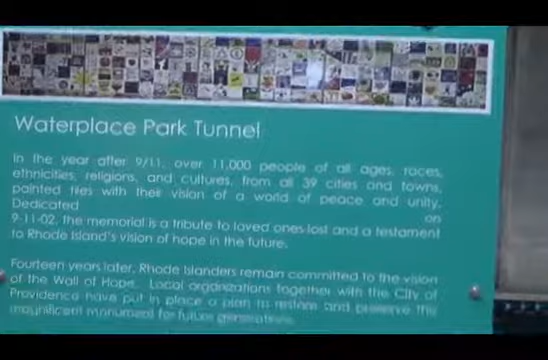 Waterplace Park Tunnel
In the year after 9/11, over 11,000 people of all ages, races,
ethnicities, religions, and cultures, from all 39 cities and towns,
painted tiles with their vision of a world of peace and unity.
Dedicated on
9-11-02, the memorial is a tribute to loved ones lost and a testament
to Rhode Island's vision of hope in the future.
Fourteen years later, Rhode Islanders remain committed to the vision
of the Wall of Hope. Local organizations together with the City of
Providence have put in place a plan to restore and preserve this
magnificent monument for future generations.